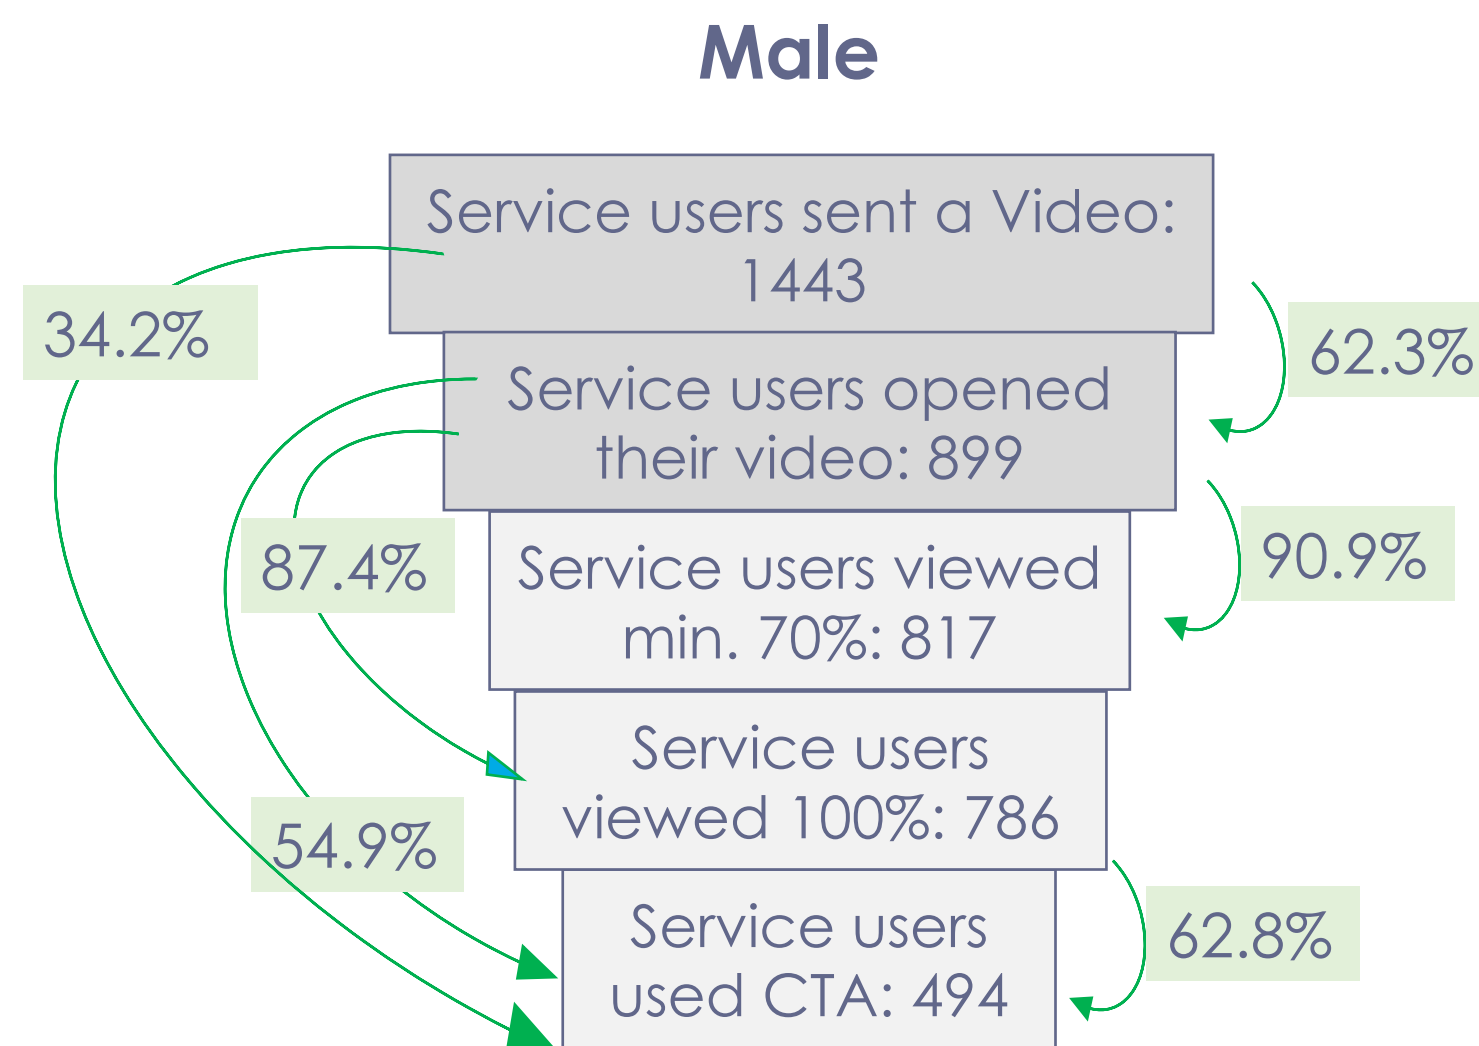 Male
Service users sent a Video:
1443
34.2%
62.3%
Service users opened
their video: 899
87.4%
90.9%
Service users viewed
min. 70%: 817
Service users
viewed 100%: 786
54.9%
62.8%
Service users
used CTA: 494